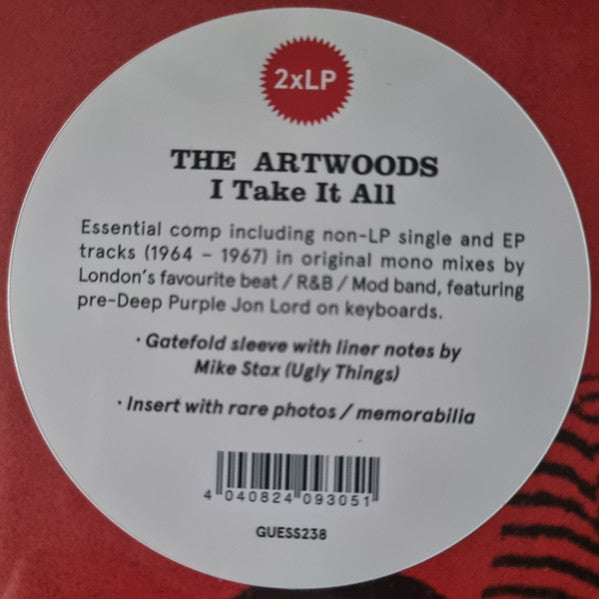 2xLP
THE ARTWOODS
I Take It All
Essential comp including non-LP single and EP
tracks (1964 – 1967) in original mono mixes by
London's favourite beat / R&B / Mod band, featuring
pre-Deep Purple Jon Lord on keyboards.
· Gatefold sleeve with liner notes by
Mike Stax (Ugly Things)
· Insert with rare photos / memorabilia
4 040824 093051
GUESS238